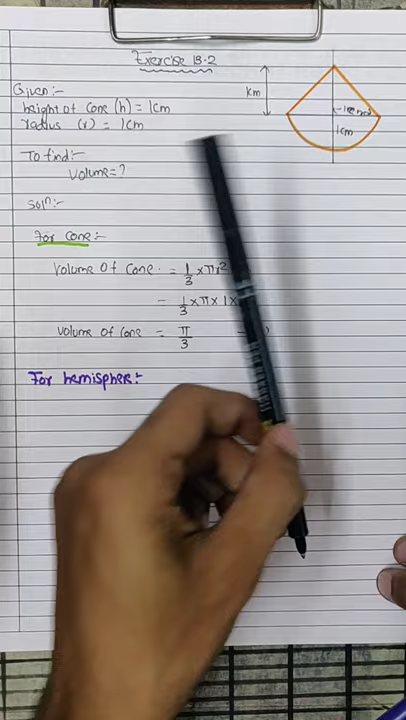 Exercise 13.2
Given:-
height of cone (h) = 1cm
radius (r) = 1cm
To find:-
Volume = ?
Soln:-
For cone:-
Volume of cone. = 1/3 × πr²
= 1/3 × π × 1 ×
Volume of cone = π/3
For hemisphere:-
1cm